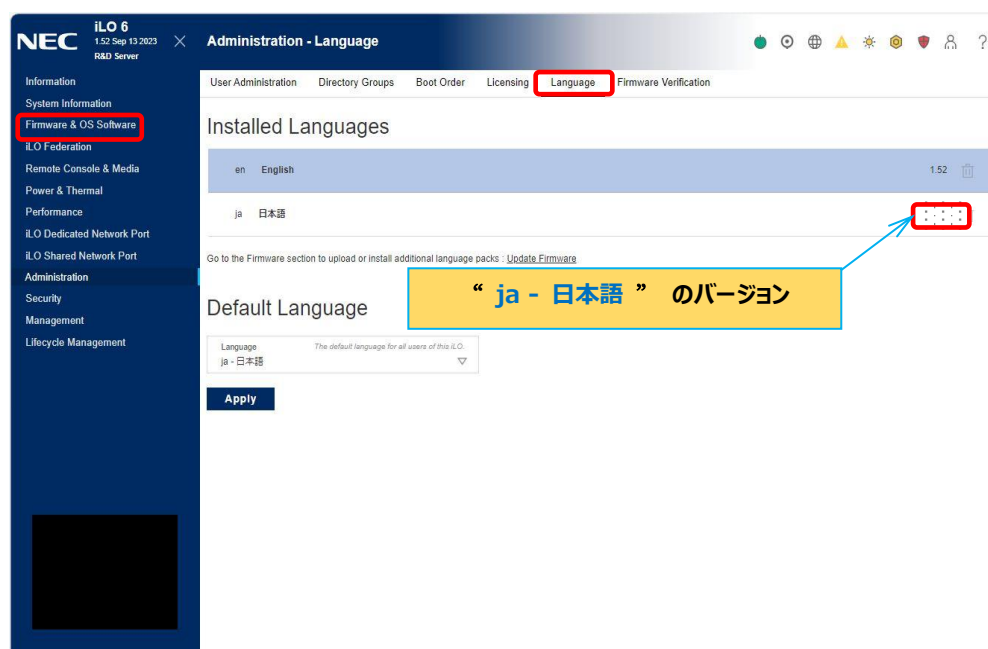 NEC
iLO 6
1.52 Sep 13 2023
R&D Server
Administration - Language
?
Information
System Information
Firmware & OS Software
iLO Federation
Remote Console & Media
Power & Thermal
Performance
iLO Dedicated Network Port
iLO Shared Network Port
Administration
Security
Management
Lifecycle Management
User Administration Directory Groups Boot Order Licensing Language Firmware Verification
Installed Languages
en English 1.52
ja 日本語
Go to the Firmware section to upload or install additional language packs : Update Firmware
“ ja - 日本語 ” のバージョン
Default Language
Language The default language for all users of this iLO.
ja - 日本語
Apply